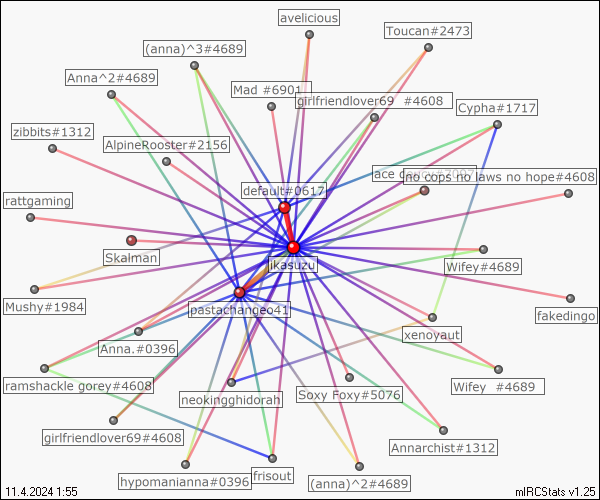 avelicious
Toucan#2473
(anna)^3#4689
Anna^2#4689
Mad #6901
girlfriendlover69 #4608
Cypha#1717
zibbits#1312
AlpineRooster#2156
ace
no cops no laws no hope#4608
default#0617
rattgaming
Skalman
jikasuzu
Wifey#4689
Mushy#1984
pastachangeo41
fakedingo
xenoyaut
Anna.#0396
ramshackle gorey#4608
neokingghidorah
Soxy Foxy#5076
Wifey #4689
girlfriendlover69#4608
Annarchist#1312
hypomanianna#0396
frisout
(anna)^2#4689
11.4.2024 1:55
mIRCStats v1.25